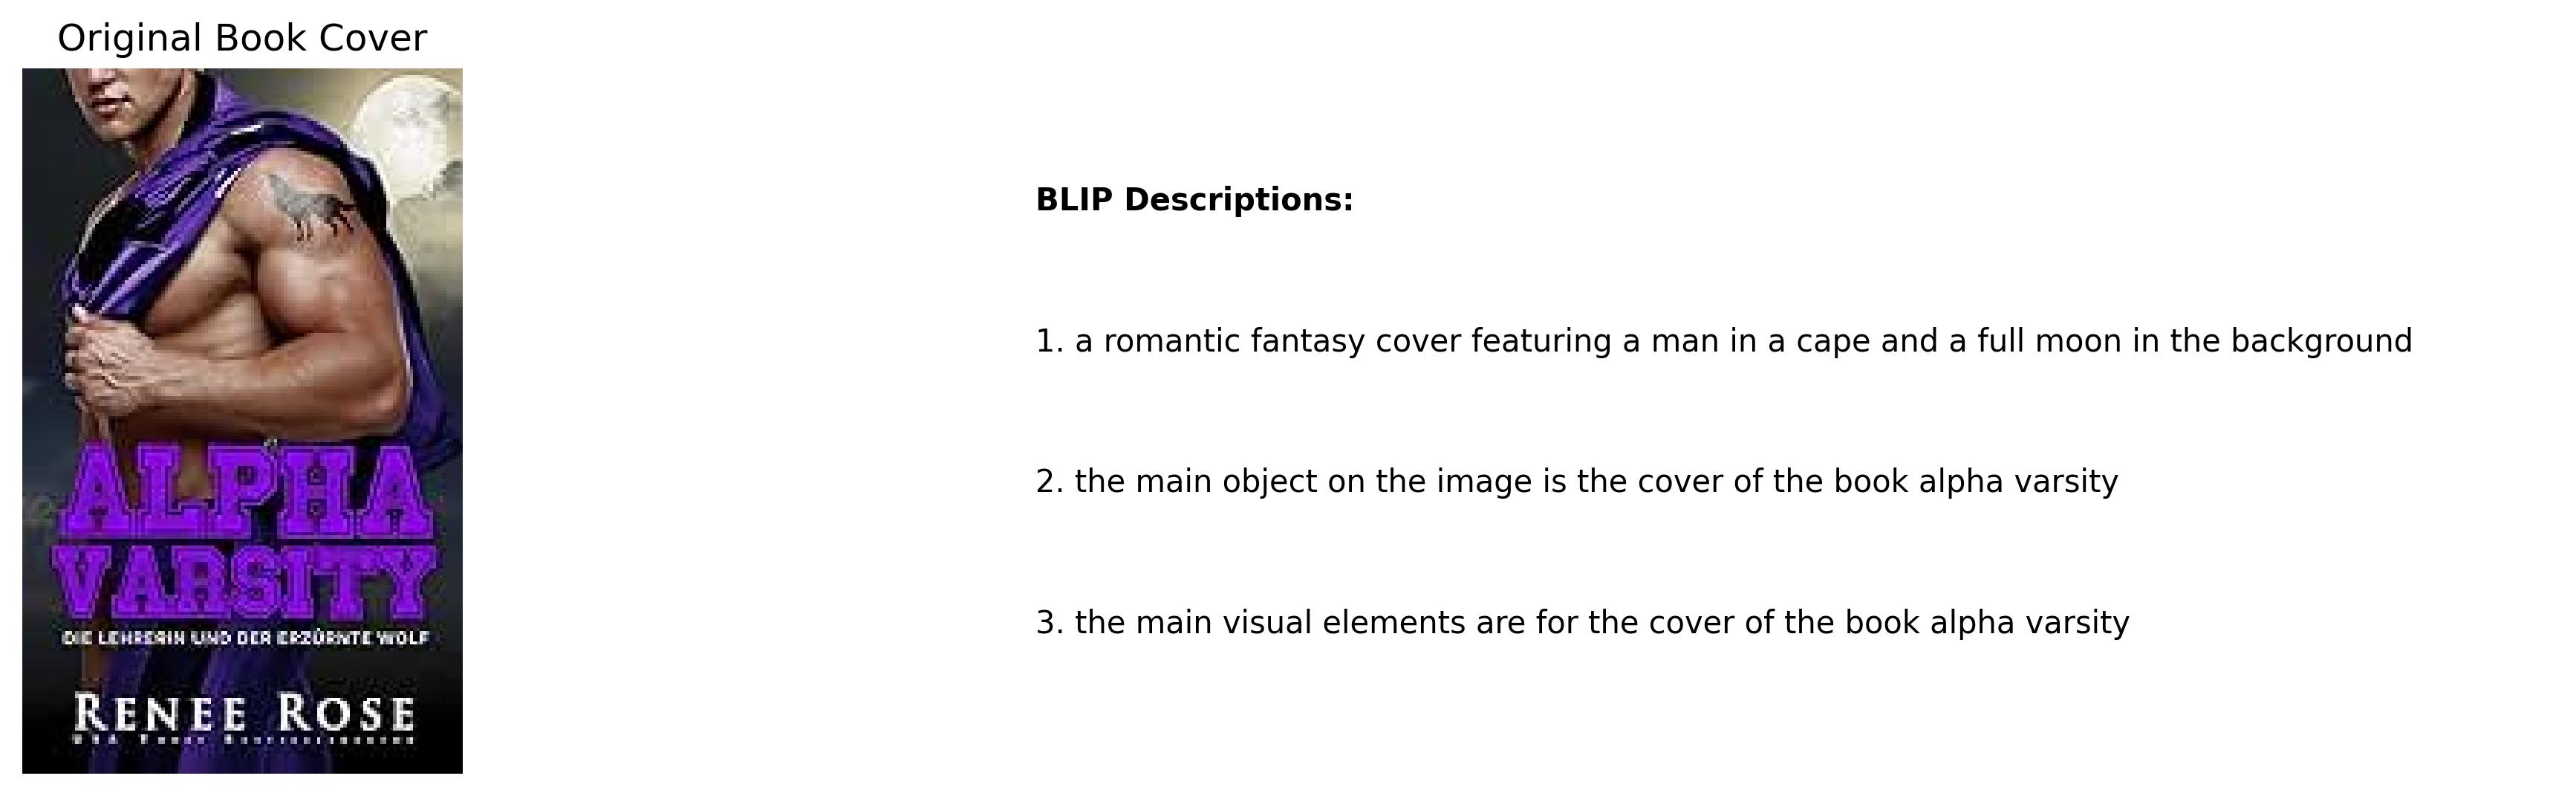 Original Book Cover
ALPHA
VARSITY
DIE LEHRERIN UND DER ERZÜRNTE WOLF
RENEE ROSE
BLIP Descriptions:
1. a romantic fantasy cover featuring a man in a cape and a full moon in the background
2. the main object on the image is the cover of the book alpha varsity
3. the main visual elements are for the cover of the book alpha varsity